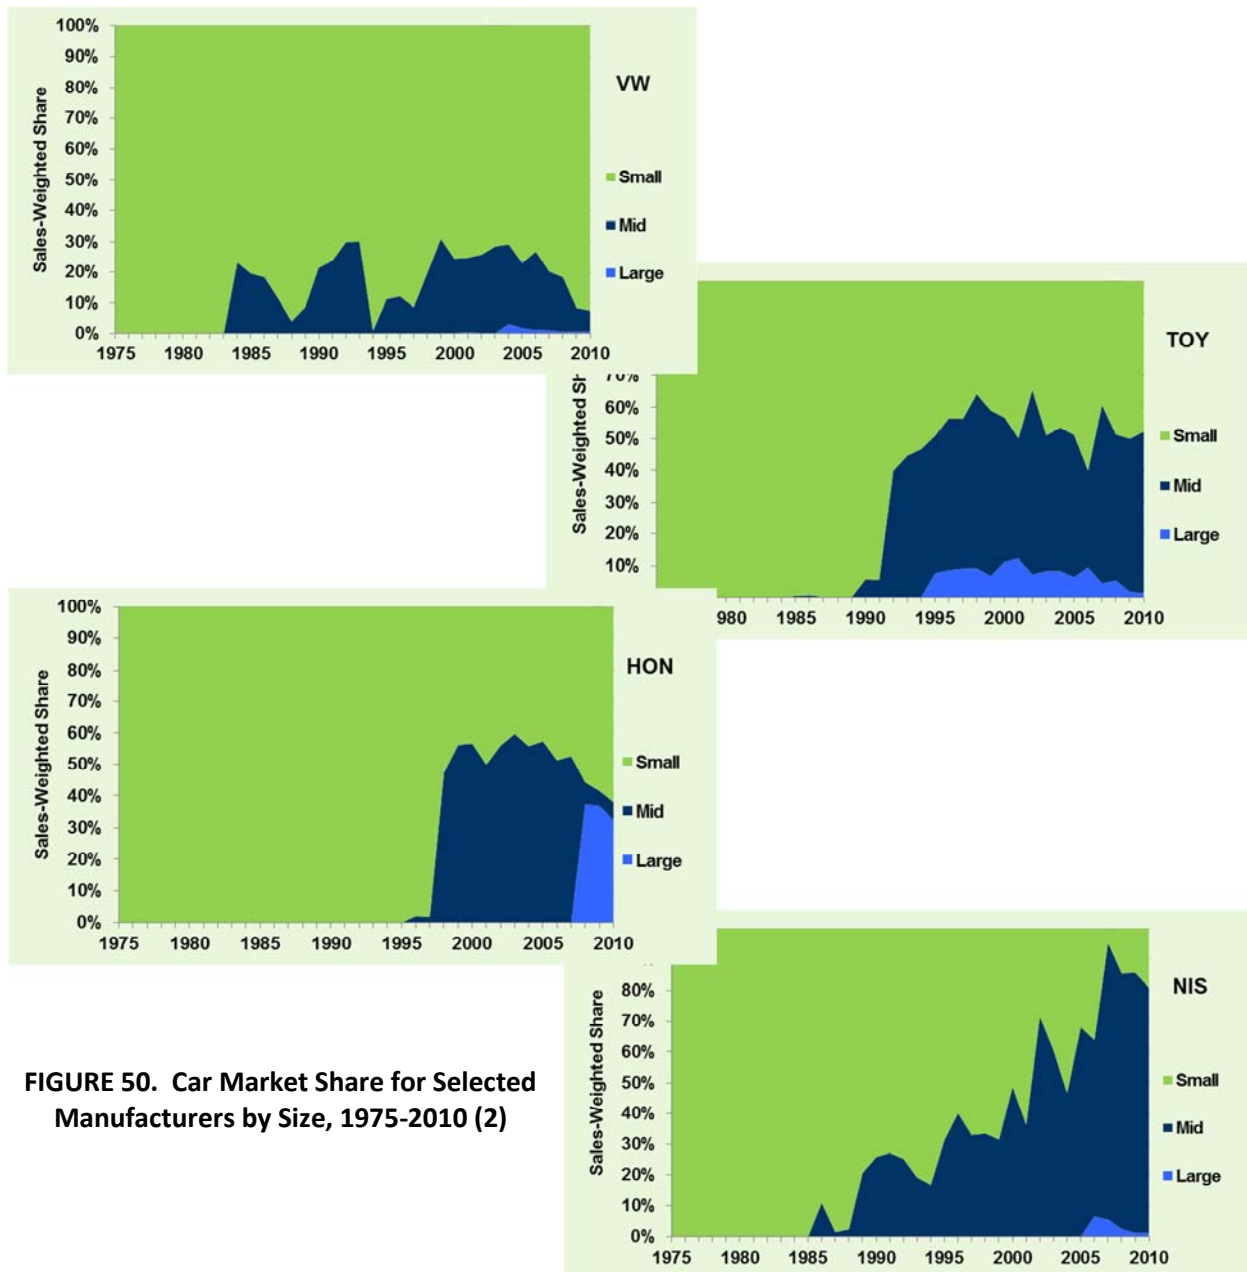 100%
90%
80%
70%
60%
50%
40%
30%
20%
10%
0%
Sales-Weighted Share
1975 1980 1985 1990 1995 2000 2005 2010
VW
Small
Mid
Large
60%
50%
40%
30%
20%
10%
Sales-Weighted
1985 1990 1995 2000 2005 2010
TOY
Small
Mid
Large
100%
90%
80%
70%
60%
50%
40%
30%
20%
10%
0%
Sales-Weighted Share
1975 1980 1985 1990 1995 2000 2005 2010
HON
Small
Mid
Large
80%
70%
60%
50%
40%
30%
20%
10%
0%
Sales-Weighted Share
1975 1980 1985 1990 1995 2000 2005 2010
NIS
Small
Mid
Large
FIGURE 50. Car Market Share for Selected
Manufacturers by Size, 1975-2010 (2)